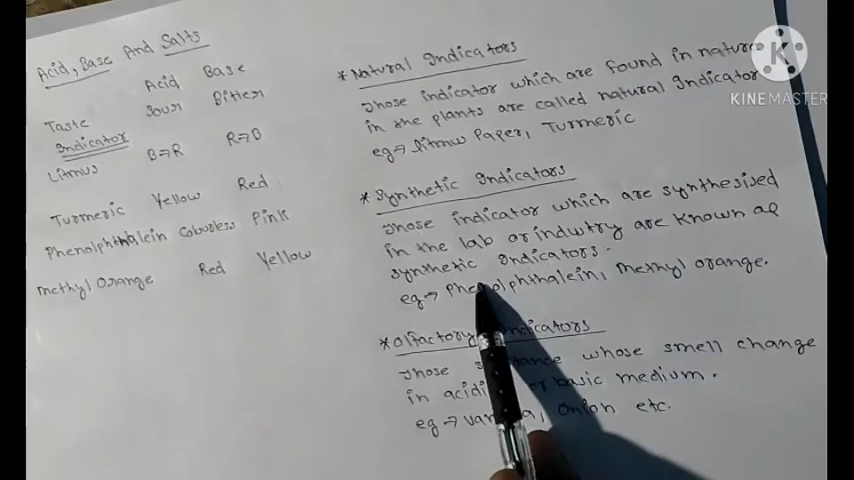 Acid, Base And Salts
Acid Base
Taste Sour Bitter
Indicator
Litmus B⇒R R⇒B
Turmeric Yellow Red
Phenolphthalein Colourless Pink
Methyl Orange Red Yellow
*Natural Indicators
Those indicator which are found in nature
in the plants are called natural Indicator
eg→ litmus Paper, Turmeric
*Synthetic Indicators
Those indicator which are synthesised
in the lab or industry are known as
Synthetic Indicators.
eg→ Phenolphthalein, Methyl orange.
*Olfactory Indicators
Those whose smell change
in acidic or basic medium.
eg→ onion etc.
K
KINEMASTER